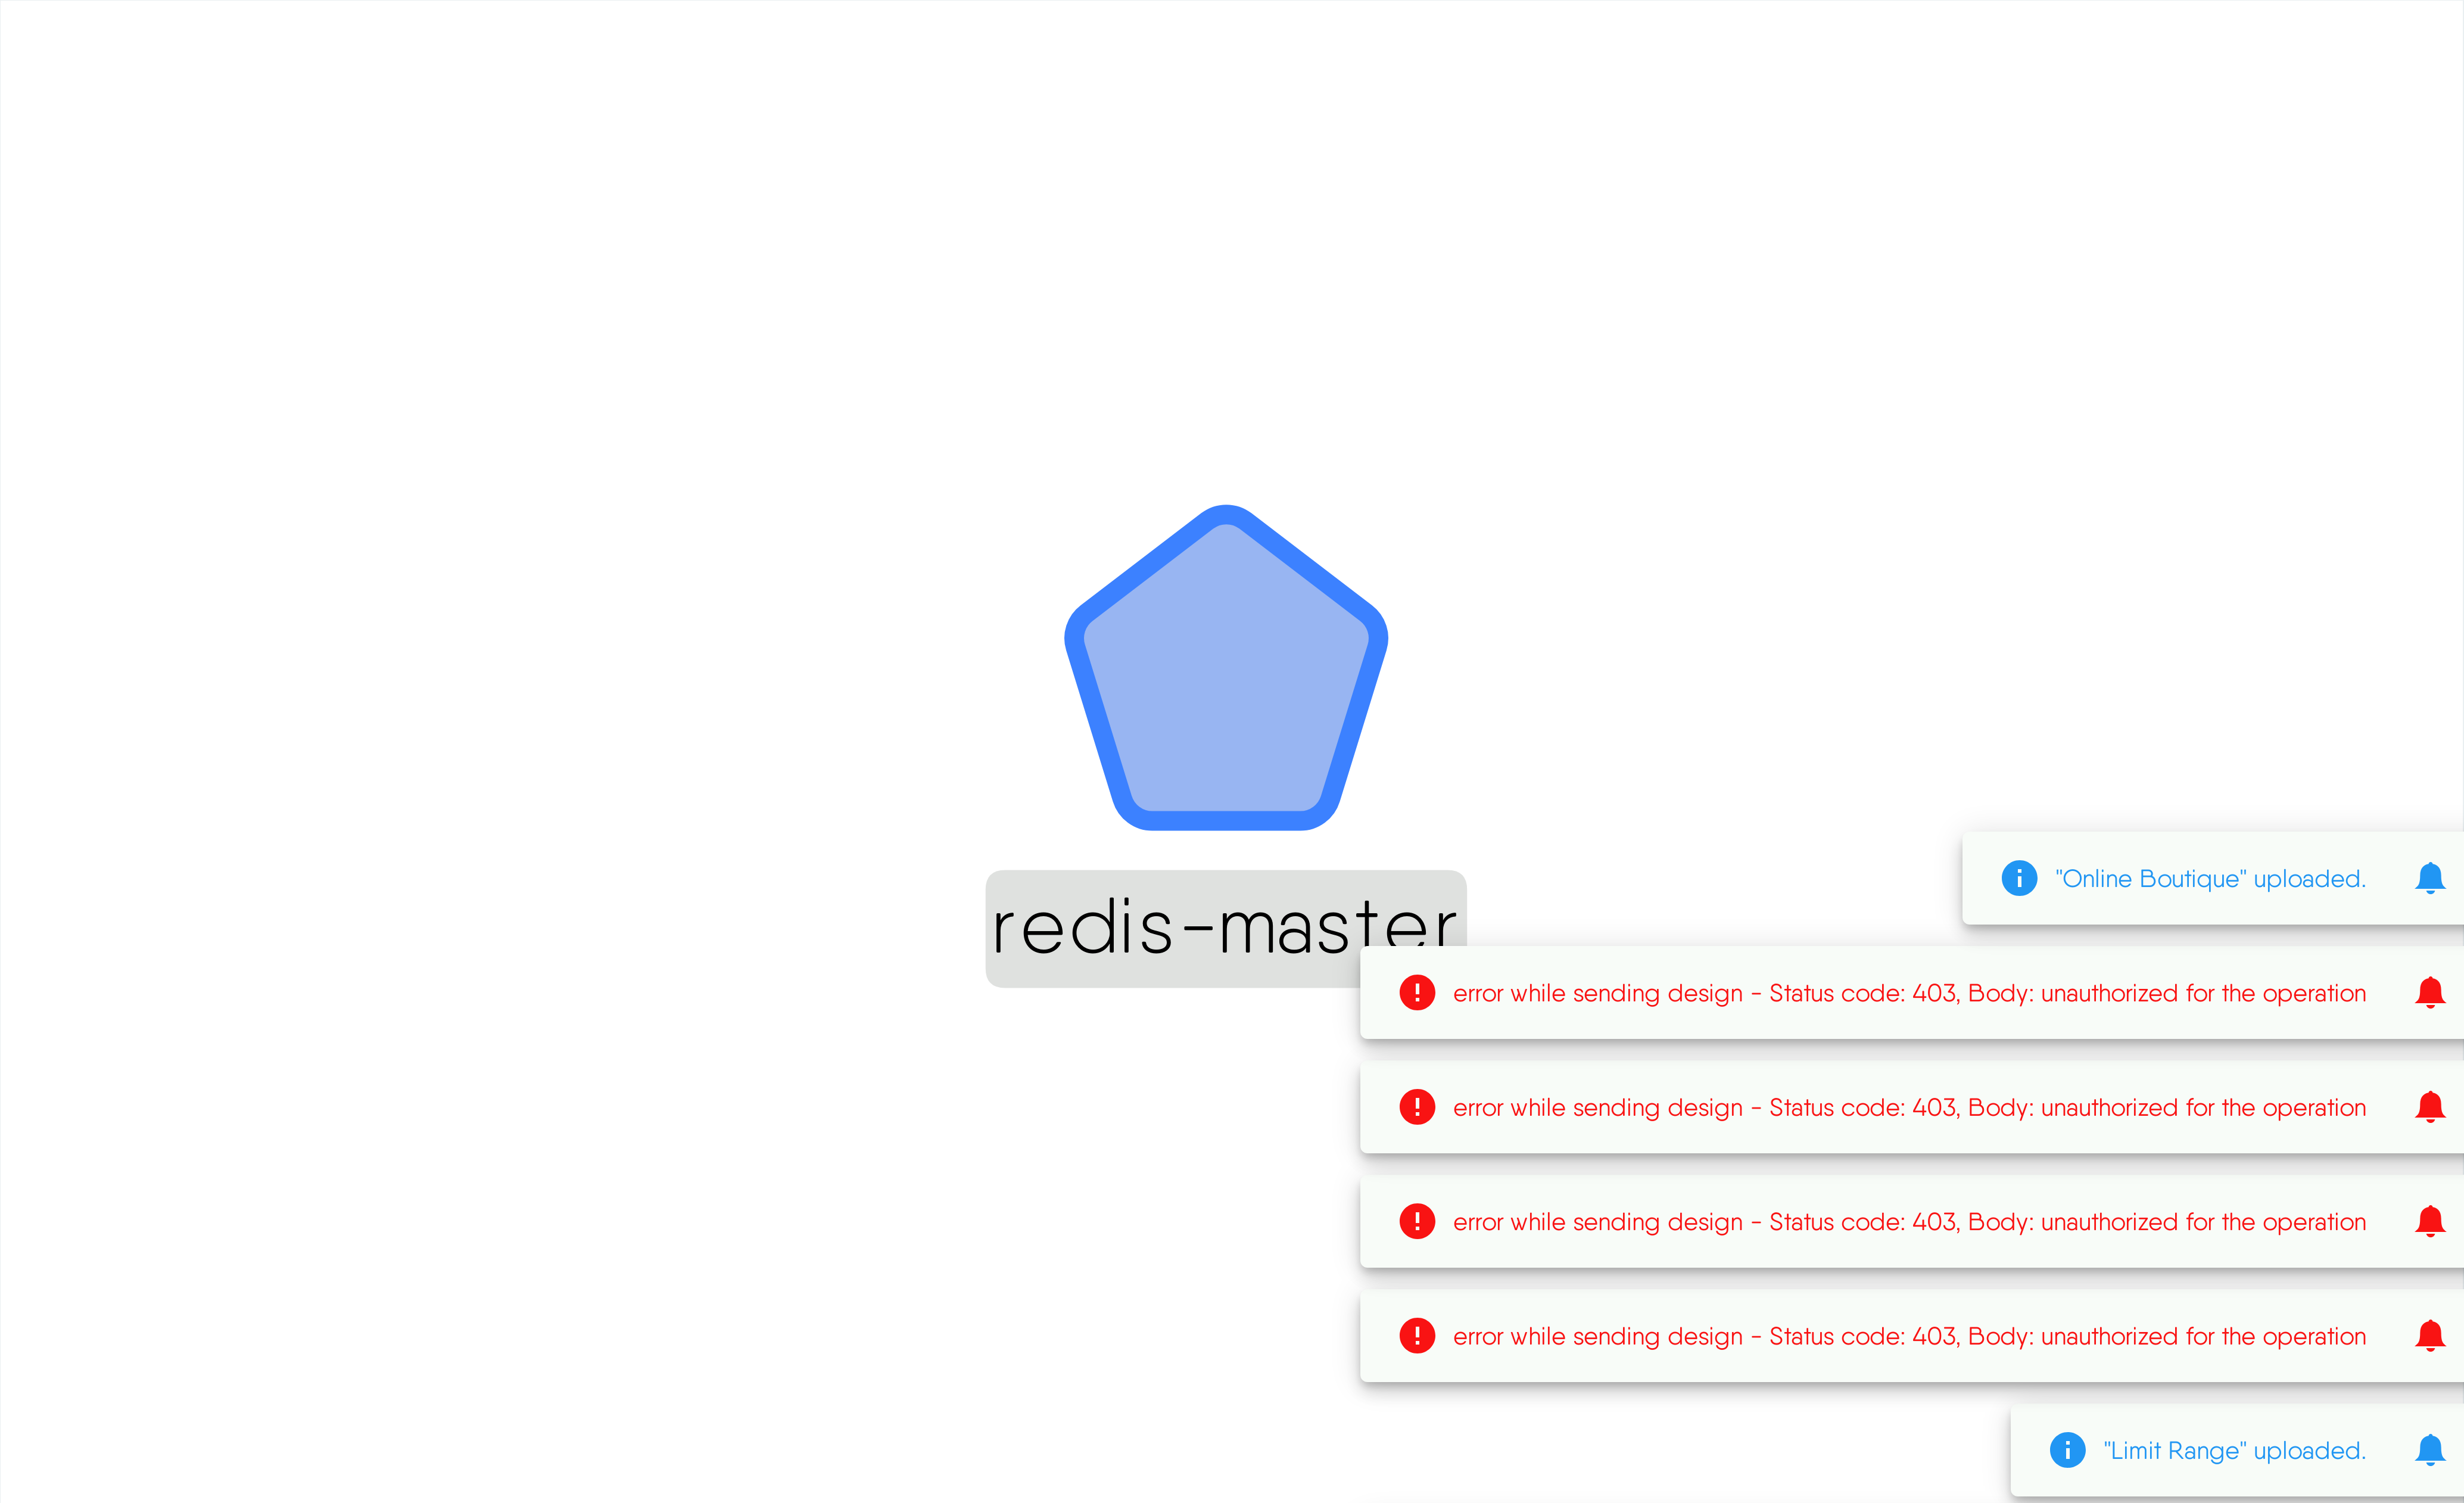 "Online Boutique" uploaded.
redis-master
error while sending design - Status code: 403, Body: unauthorized for the operation
error while sending design - Status code: 403, Body: unauthorized for the operation
error while sending design - Status code: 403, Body: unauthorized for the operation
error while sending design - Status code: 403, Body: unauthorized for the operation
"Limit Range" uploaded.